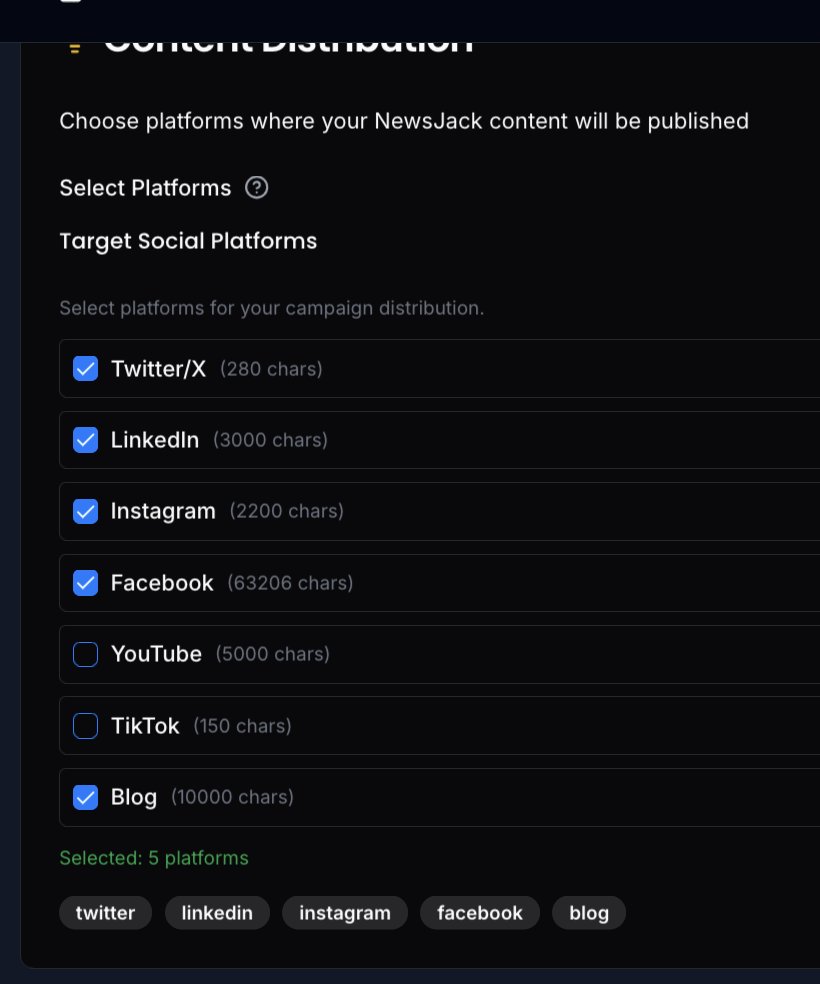 Content Distribution
Choose platforms where your NewsJack content will be published
Select Platforms ?
Target Social Platforms
Select platforms for your campaign distribution.
Twitter/X (280 chars)
LinkedIn (3000 chars)
Instagram (2200 chars)
Facebook (63206 chars)
YouTube (5000 chars)
TikTok (150 chars)
Blog (10000 chars)
Selected: 5 platforms
twitter linkedin instagram facebook blog